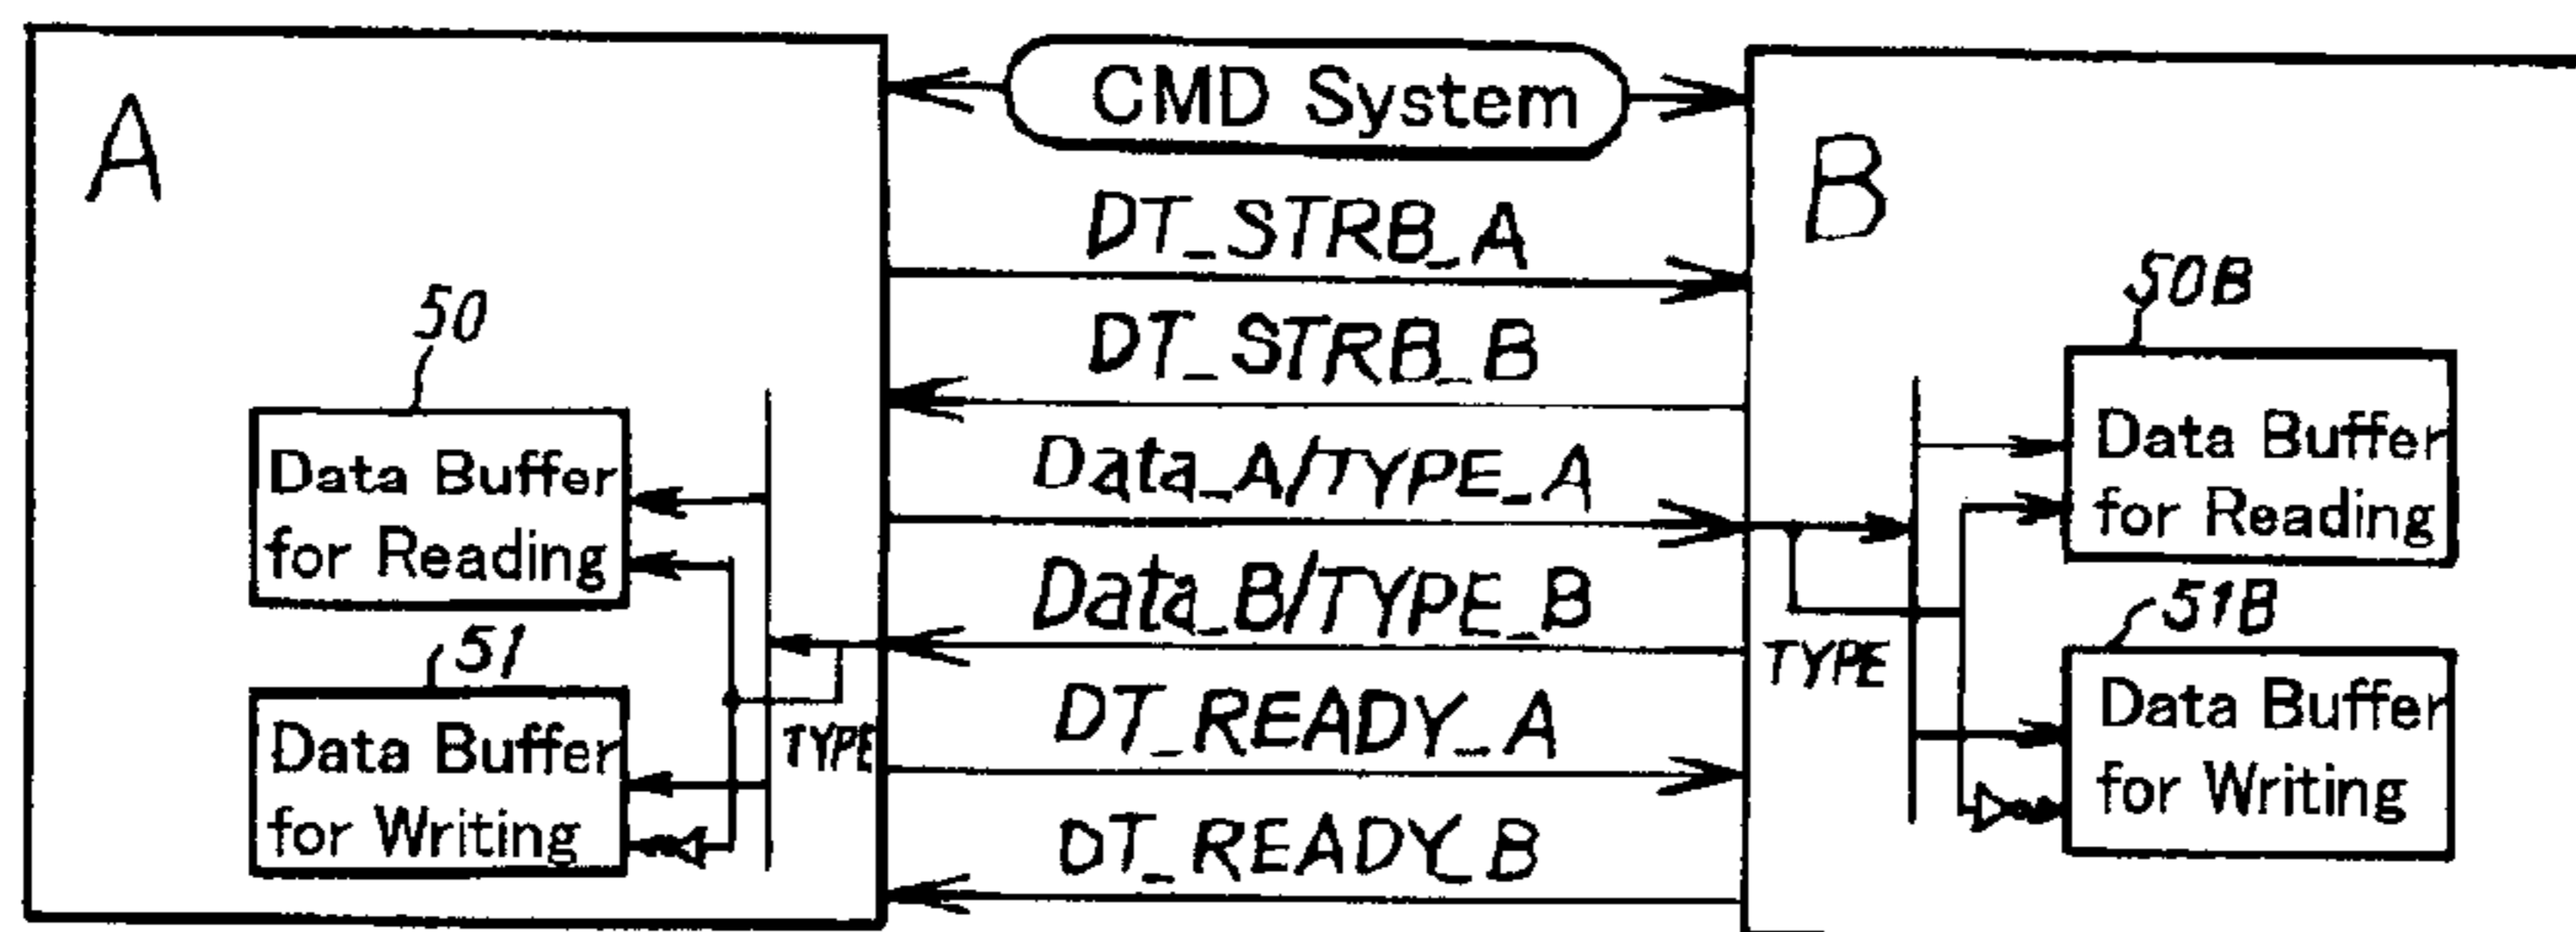 A
CMD System
B
DT_STRB_A
DT_STRB_B
Data_A/TYPE_A
Data_B/TYPE_B
DT_READY_A
DT_READY_B
50
Data Buffer
for Reading
51
Data Buffer
for Writing
TYPE
50B
Data Buffer
for Reading
51B
Data Buffer
for Writing
TYPE